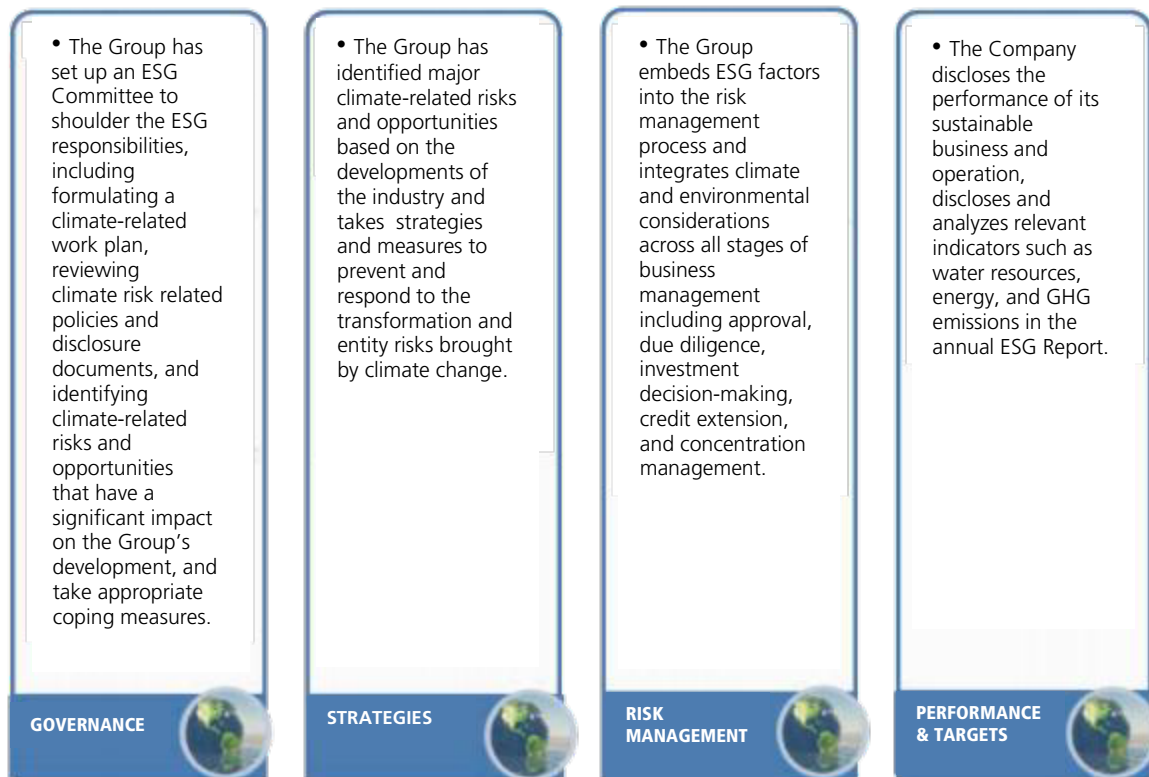 • The Group has
set up an ESG
Committee to
shoulder the ESG
responsibilities,
including
formulating a
climate-related
work plan,
reviewing
climate risk related
policies and
disclosure
documents, and
identifying
climate-related
risks and
opportunities
that have a
significant impact
on the Group's
development, and
take appropriate
coping measures.
GOVERNANCE
• The Group has
identified major
climate-related risks
and opportunities
based on the
developments of
the industry and
takes strategies
and measures to
prevent and
respond to the
transformation and
entity risks brought
by climate change.
STRATEGIES
• The Group
embeds ESG factors
into the risk
management
process and
integrates climate
and environmental
considerations
across all stages of
business
management
including approval,
due diligence,
investment
decision-making,
credit extension,
and concentration
management.
RISK
MANAGEMENT
• The Company
discloses the
performance of its
sustainable
business and
operation,
discloses and
analyzes relevant
indicators such as
water resources,
energy, and GHG
emissions in the
annual ESG Report.
PERFORMANCE
& TARGETS